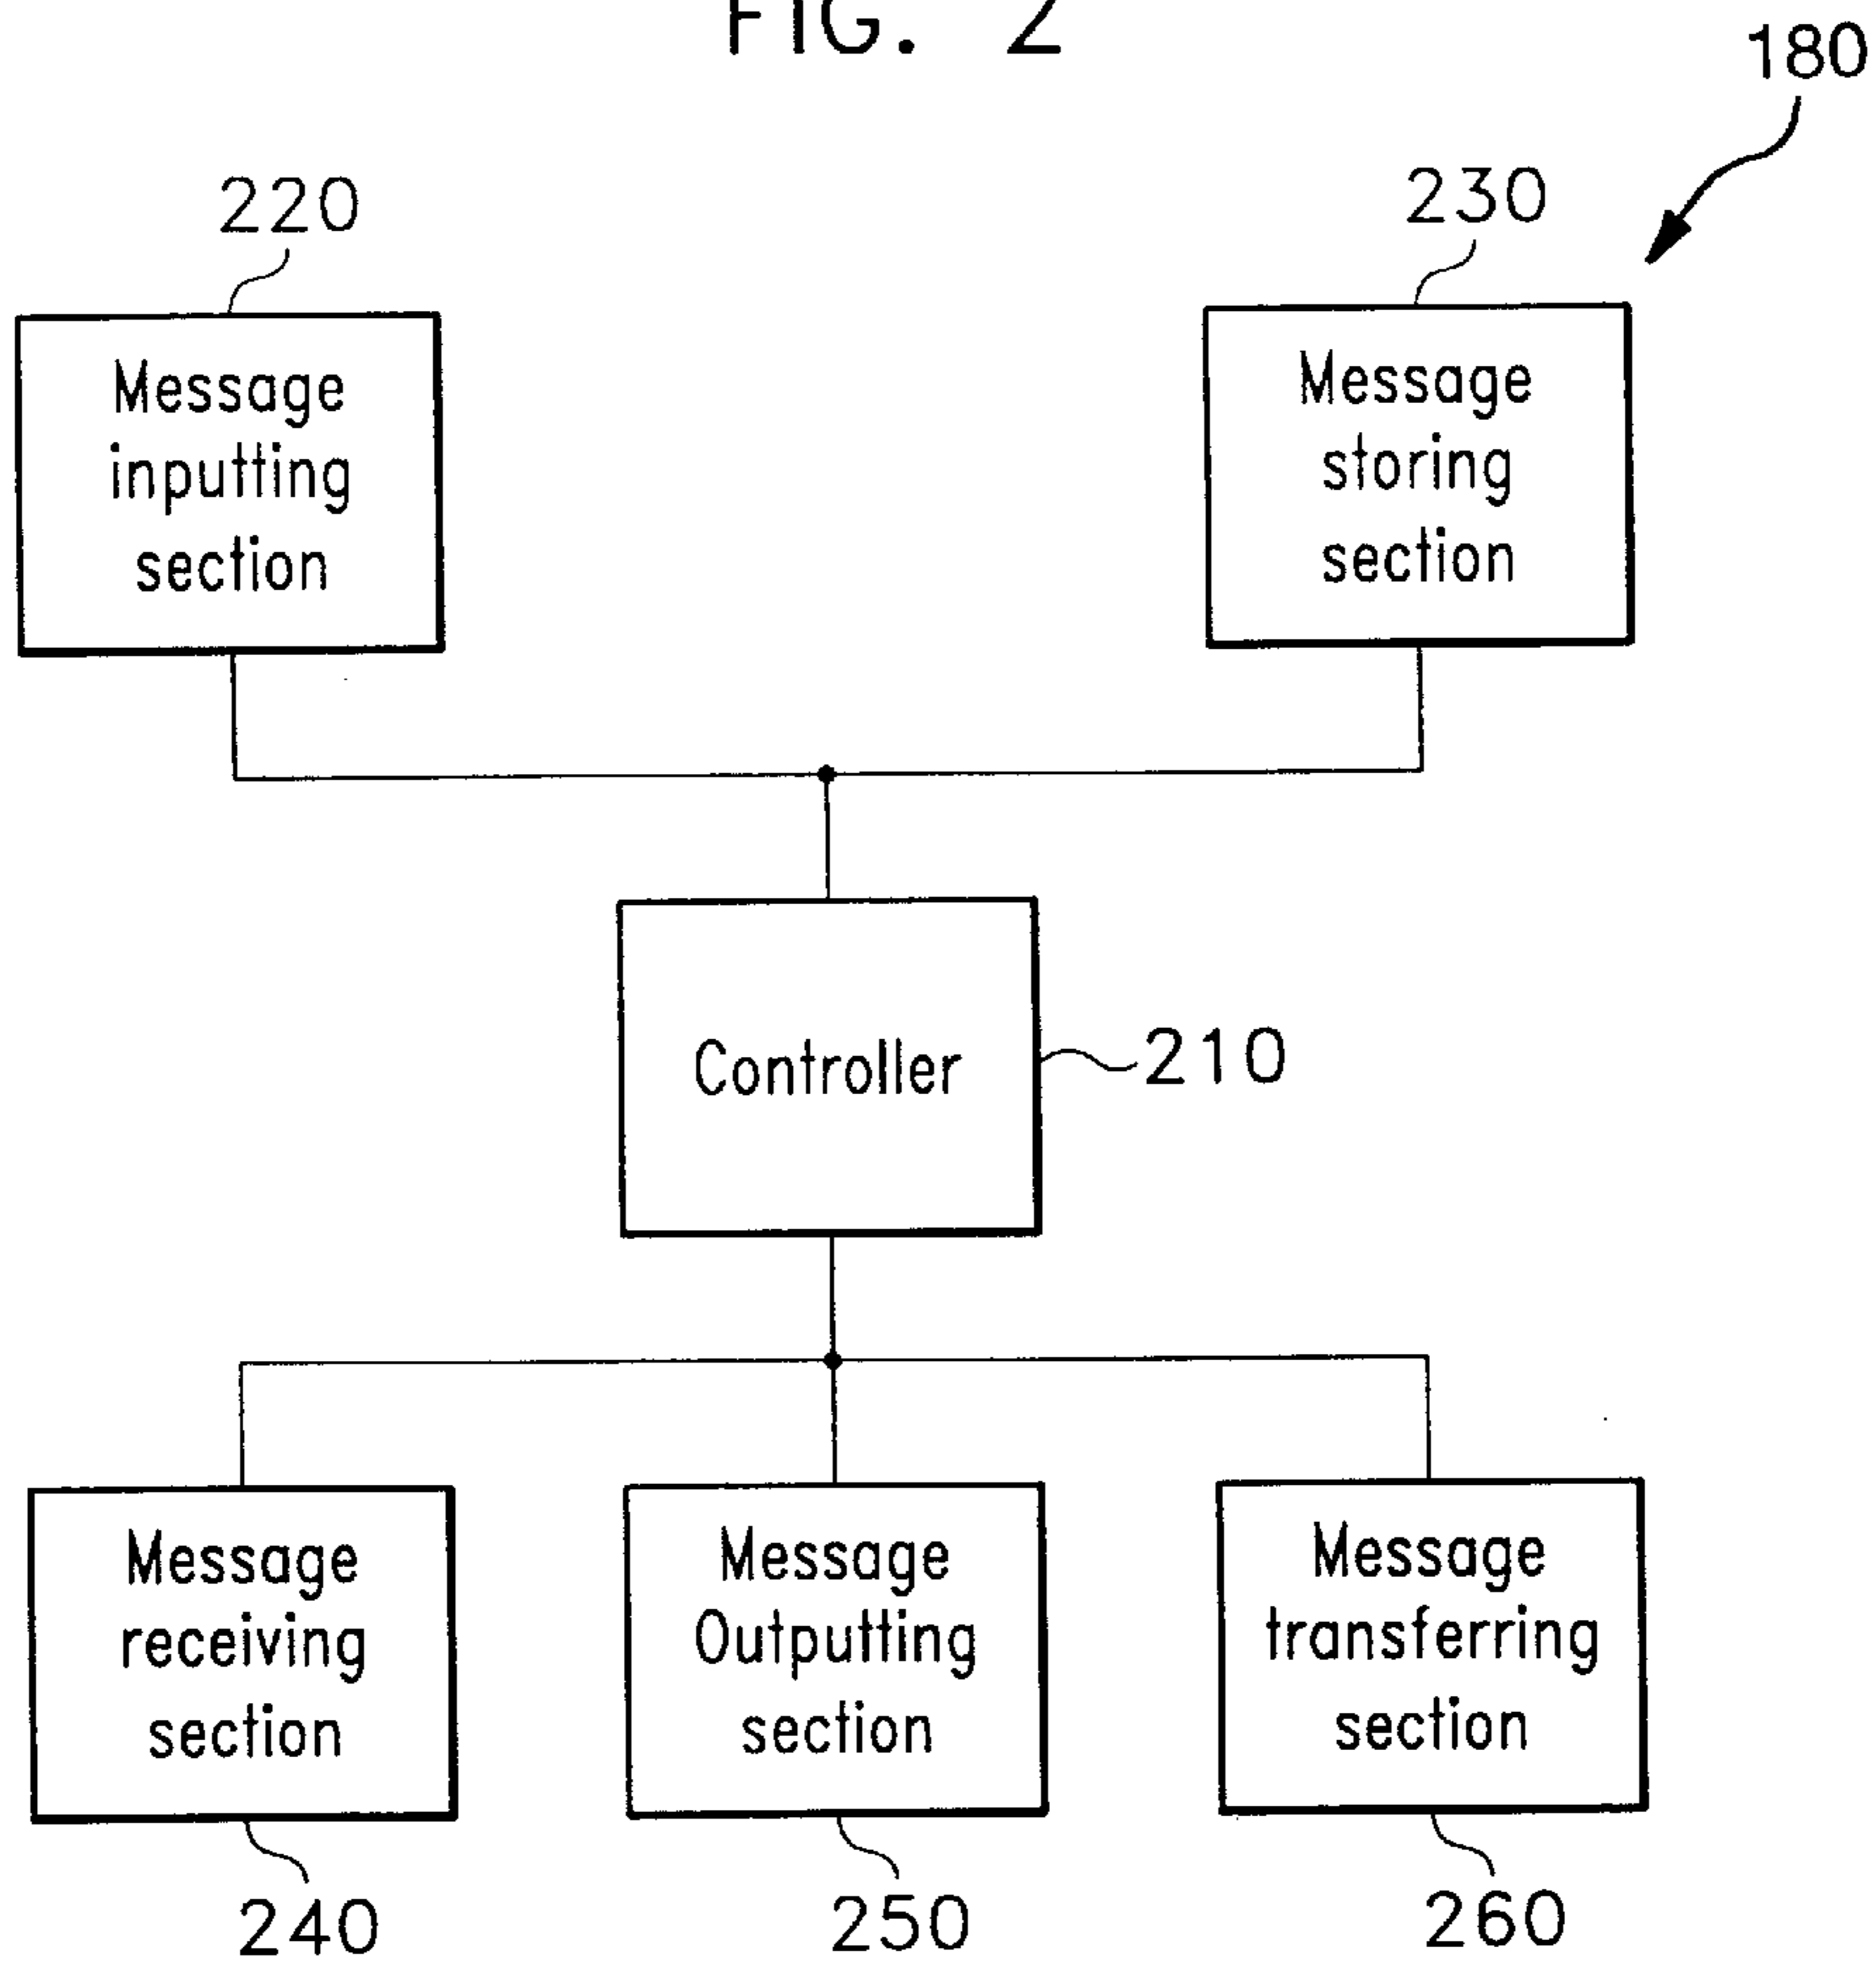 FIG. 2
180
220
230
Message
inputting
section
Message
storing
section
Controller
210
Message
receiving
section
Message
Outputting
section
Message
transferring
section
240
250
260